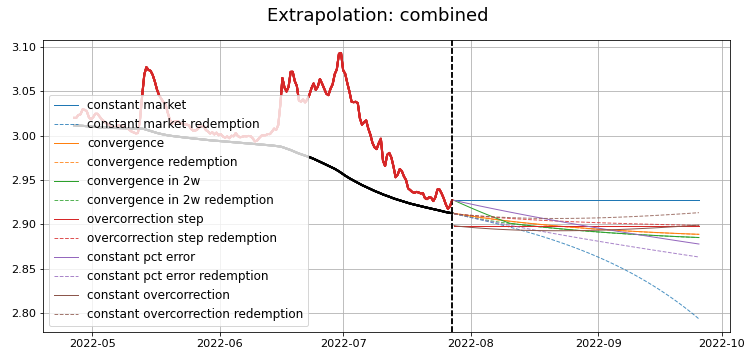 Extrapolation: combined
3.10
3.05
3.00
2.95
2.90
2.85
2.80
constant market
constant market redemption
convergence
convergence redemption
convergence in 2w
convergence in 2w redemption
overcorrection step
overcorrection step redemption
constant pct error
constant pct error redemption
constant overcorrection
constant overcorrection redemption
2022-05
2022-06
2022-07
2022-08
2022-09
2022-10